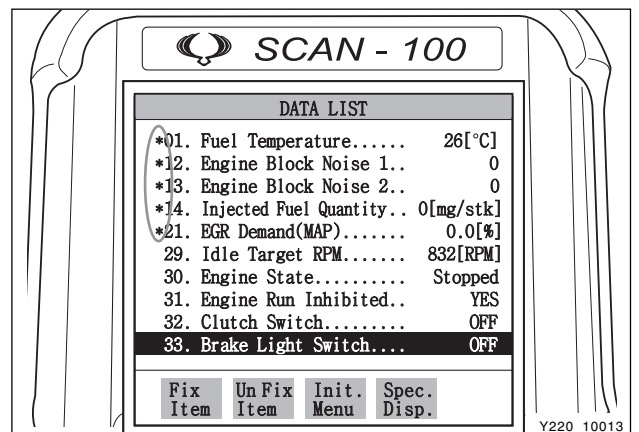 SCAN - 100
DATA LIST
*01. Fuel Temperature...... 26[°C]
*12. Engine Block Noise 1.. 0
*13. Engine Block Noise 2.. 0
*14. Injected Fuel Quantity.. 0[mg/stk]
*21. EGR Demand(MAP)....... 0.0[%]
29. Idle Target RPM....... 832[RPM]
30. Engine State......... Stopped
31. Engine Run Inhibited.. YES
32. Clutch Switch......... OFF
33. Brake Light Switch.... OFF
Fix Item
Un Fix Item
Init. Menu
Spec. Disp.
Y220_10013